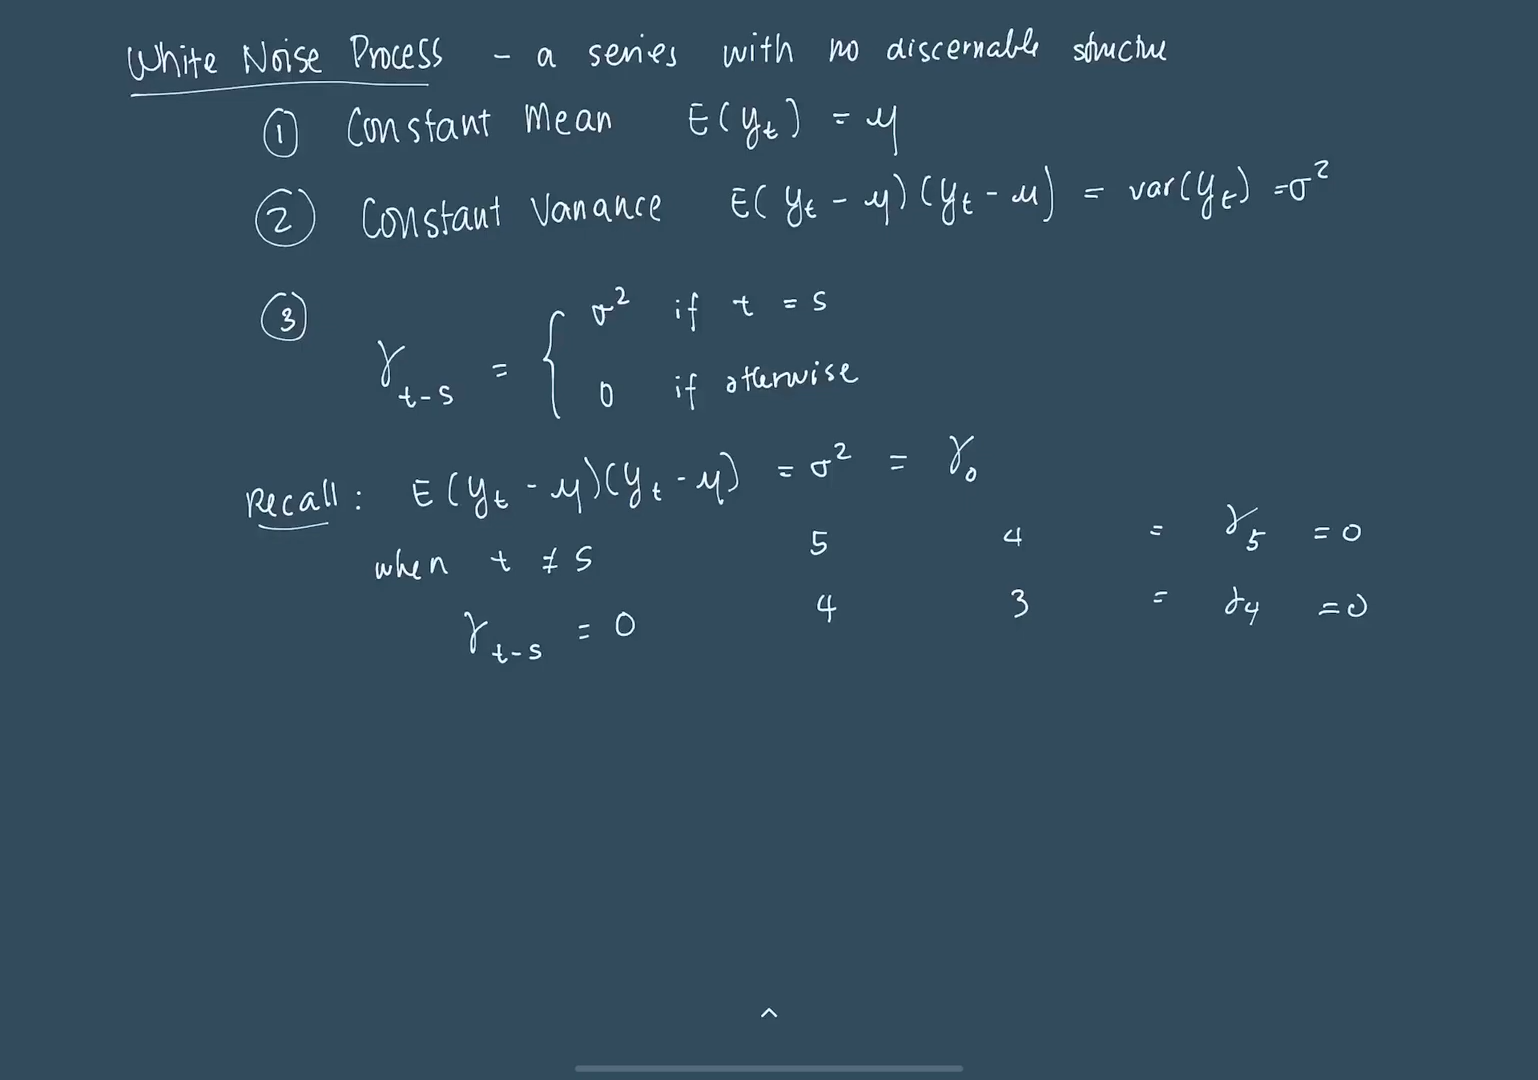 White Noise Process - a series with no discernable structure
① Constant Mean E(yₜ) = μ
② Constant Variance E(yₜ - μ)(yₜ - μ) = var(yₜ) = σ²
③
γ_{t-s} = { σ² if t = s
0 if otherwise
Recall: E(yₜ - μ)(yₜ - μ) = σ² = γ₀
when t ≠ s 5 4 = γ₅ = 0
γ_{t-s} = 0 4 3 = γ₄ = 0